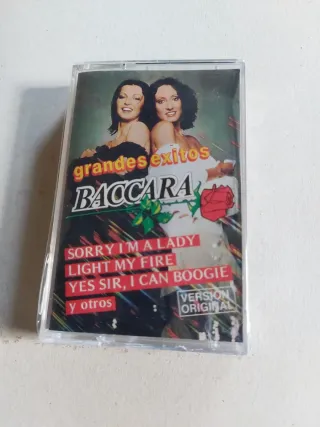 grandes exitos
BACCARA
SORRY I M A LADY
LIGHT MY FIRE
YES SIR, I CAN BOOGIE
y otros
VERSION
ORIGINAL